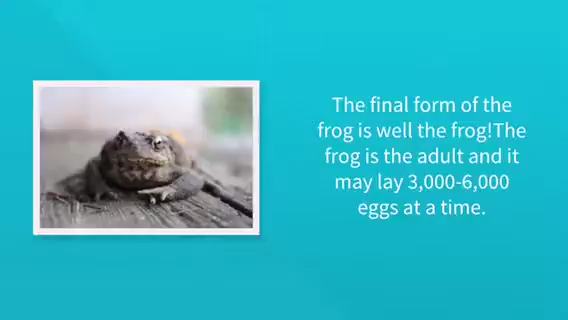 The final form of the
frog is well the frog!The
frog is the adult and it
may lay 3,000-6,000
eggs at a time.